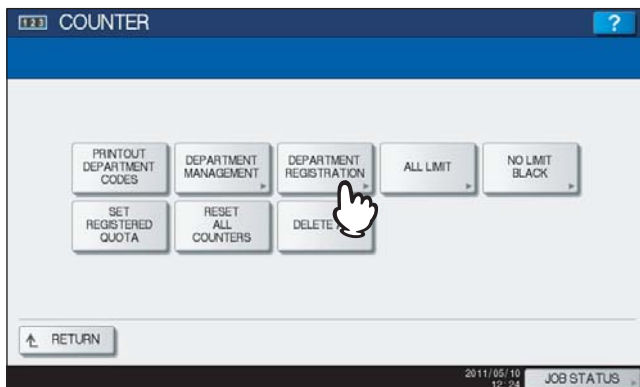 123 COUNTER
?
PRINTOUT
DEPARTMENT
CODES
DEPARTMENT
MANAGEMENT
DEPARTMENT
REGISTRATION
ALL LIMIT
NO LIMIT
BLACK
SET
REGISTERED
QUOTA
RESET
ALL
COUNTERS
DELETE
RETURN
2011/05/10
12:24
JOB STATUS